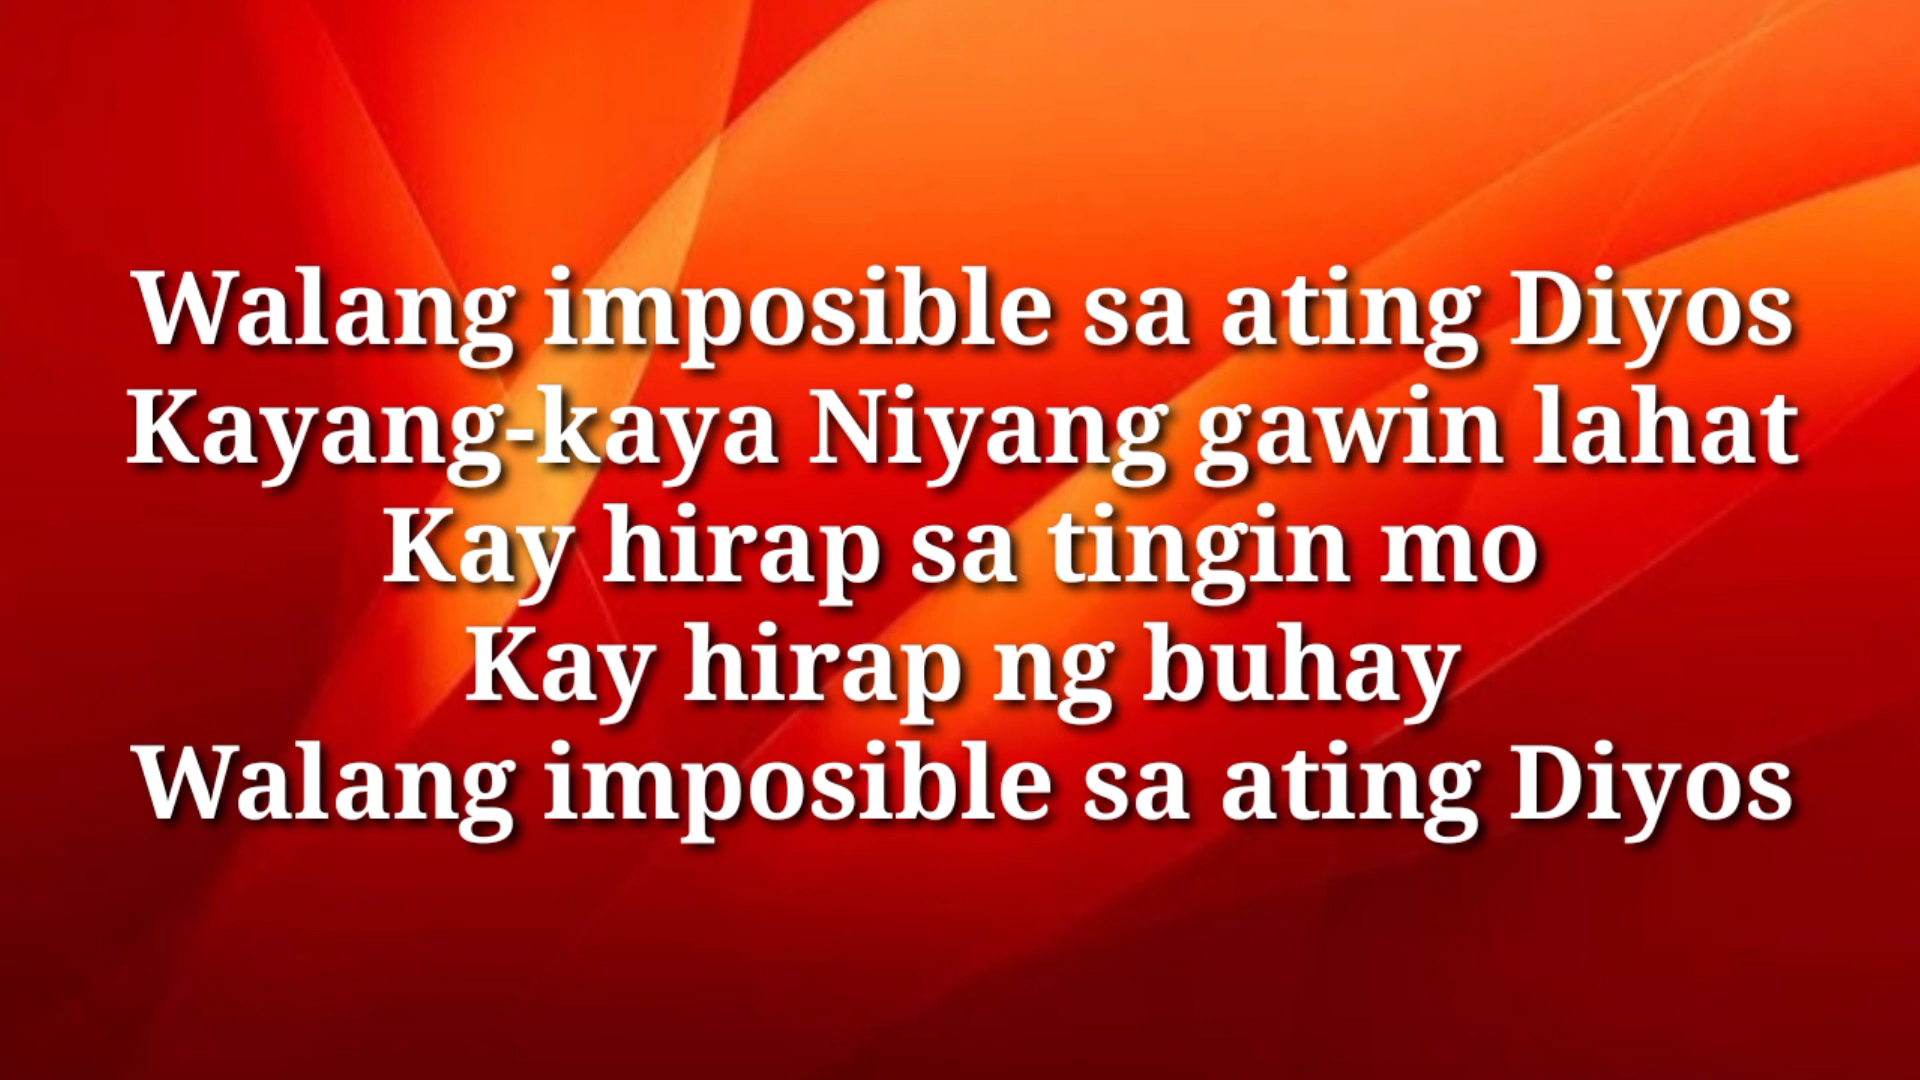 Walang imposible sa ating Diyos
Kayang-kaya Niyang gawin lahat
Kay hirap sa tingin mo
Kay hirap ng buhay
Walang imposible sa ating Diyos